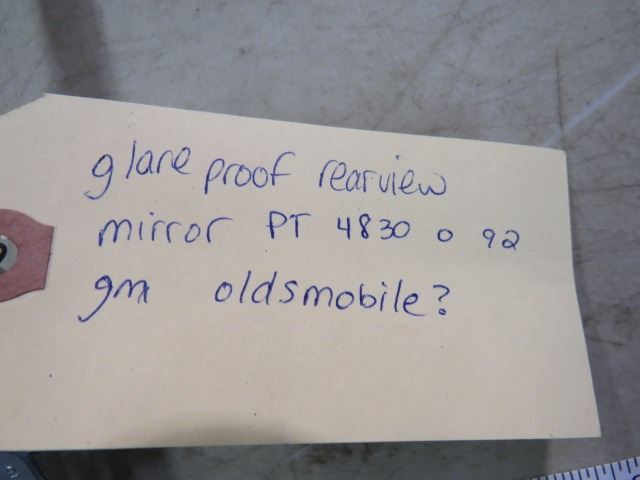 glare proof rearview
mirror PT 4830 0 92
gm oldsmobile?